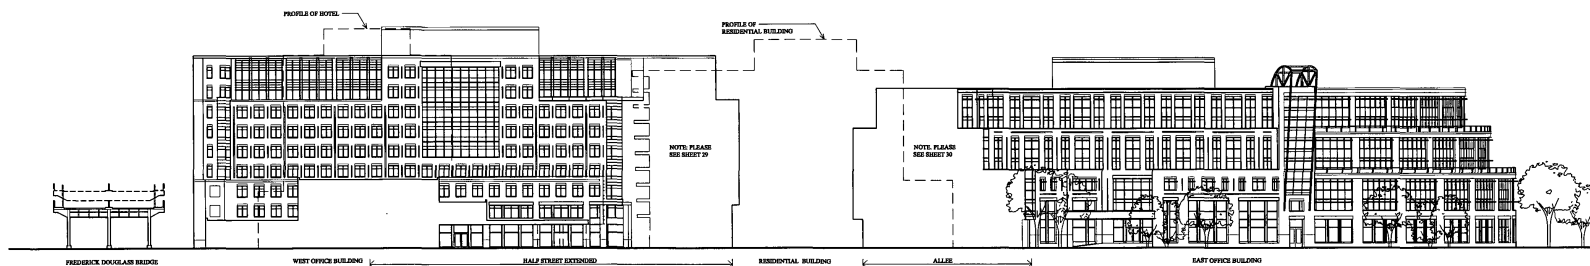 PROFILE OF HOTEL
PROFILE OF
RESIDENTIAL BUILDING
NOTE: PLEASE
SEE SHEET 29
NOTE. PLEASE
SEE SHEET 30
FREDERICK DOUGLASS BRIDGE
WEST OFFICE BUILDING
HALF STREET EXTENDED
RESIDENTIAL BUILDING
ALLEE
EAST OFFICE BUILDING